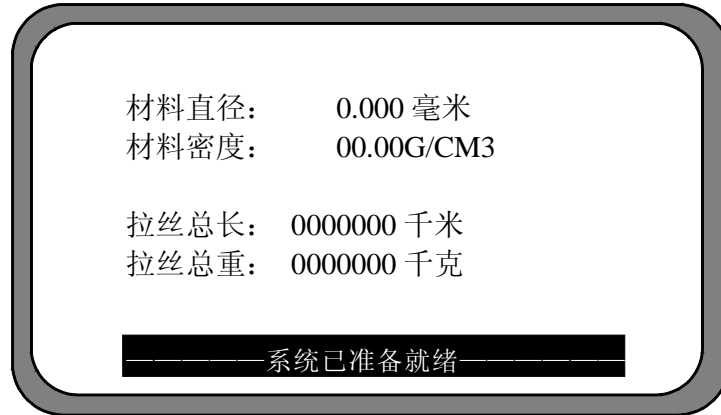 材料直径： 0.000 毫米
材料密度： 00.00G/CM3
拉丝总长： 0000000 千米
拉丝总重： 0000000 千克
—————系统已准备就绪——————